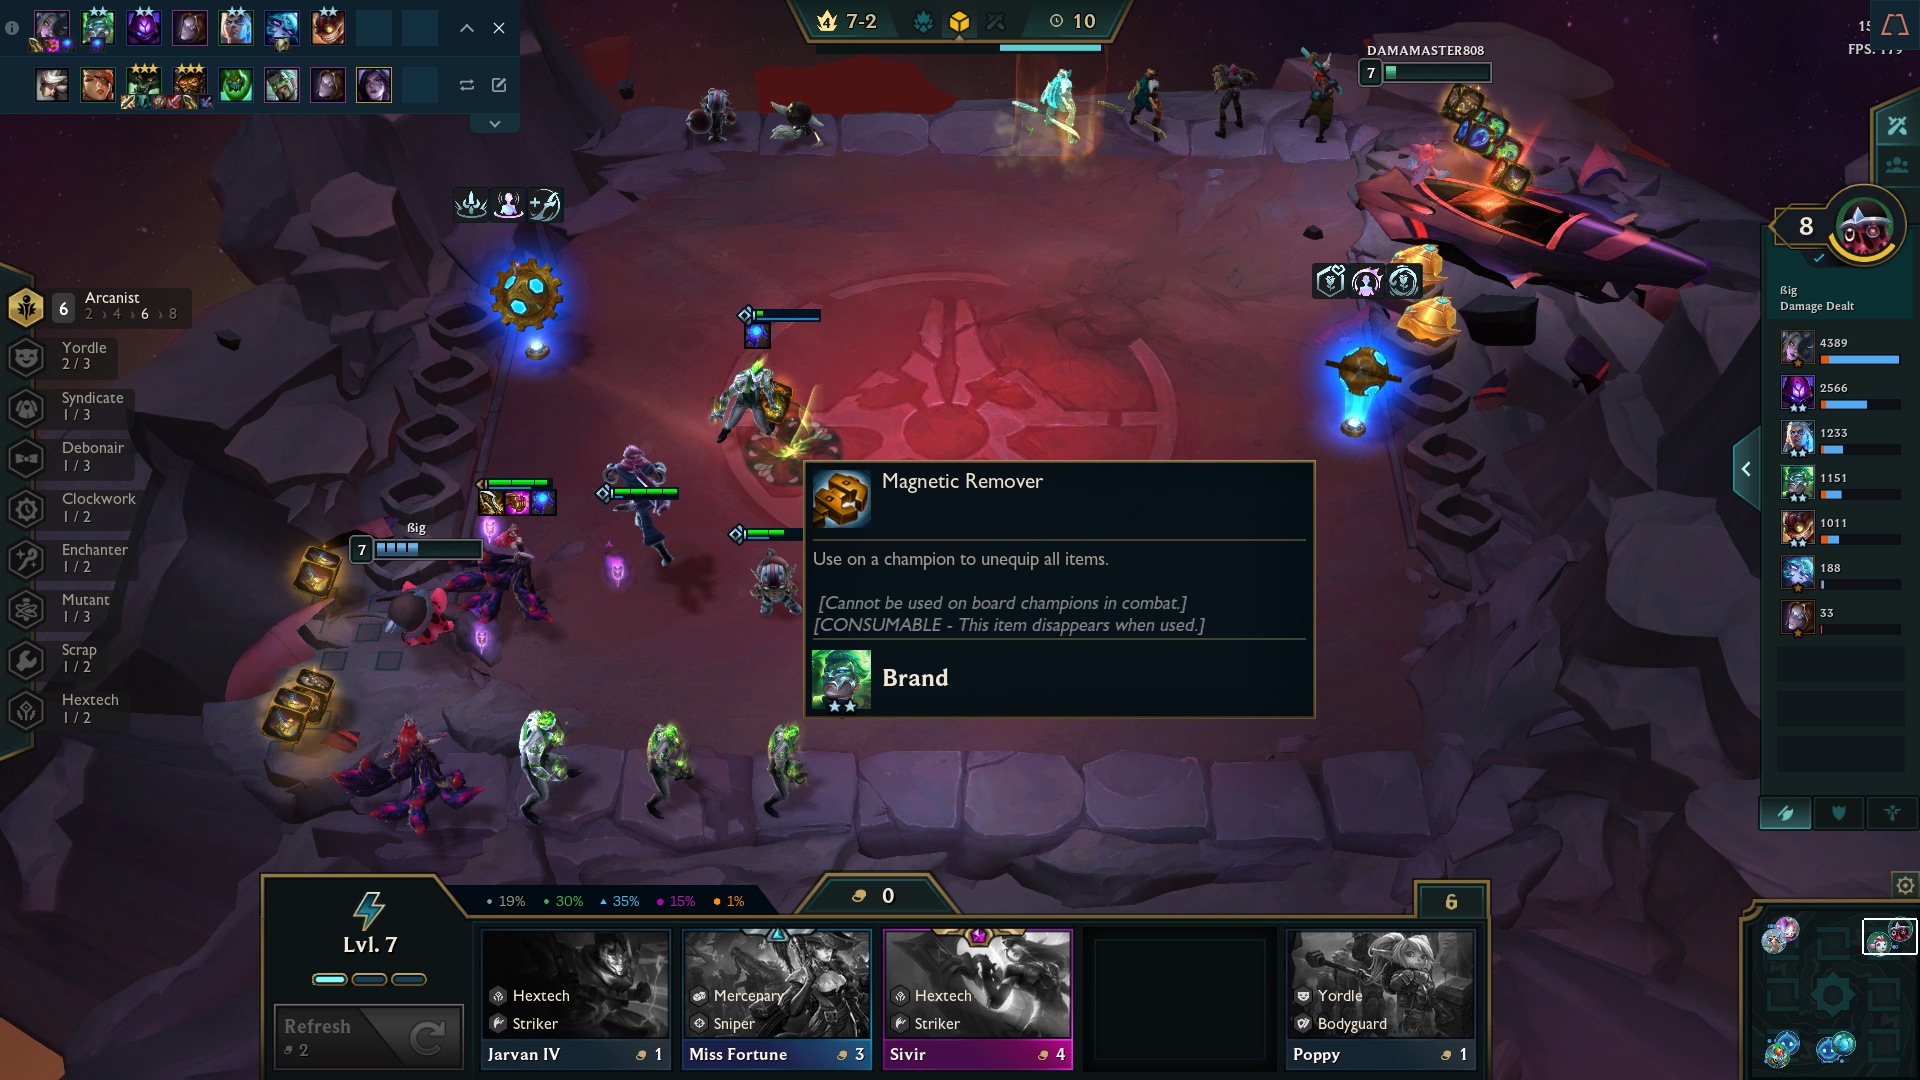 7-2
10
15
FPS: 179
DAMAMASTER808
7
8
ßig
Damage Dealt
4389
2566
1233
1151
1011
188
33
6
Arcanist
2 › 4 › 6 › 8
Yordle
2 / 3
Syndicate
1 / 3
Debonair
1 / 3
Clockwork
1 / 2
Enchanter
1 / 2
Mutant
1 / 3
Scrap
1 / 2
Hextech
1 / 2
ßig
7
Magnetic Remover
Use on a champion to unequip all items.
[Cannot be used on board champions in combat.]
[CONSUMABLE - This item disappears when used.]
Brand
Lvl. 7
19% 30% 35% 15% 1%
0
6
Refresh
2
Hextech
Striker
Jarvan IV 1
Mercenary
Sniper
Miss Fortune 3
Hextech
Striker
Sivir 4
Yordle
Bodyguard
Poppy 1